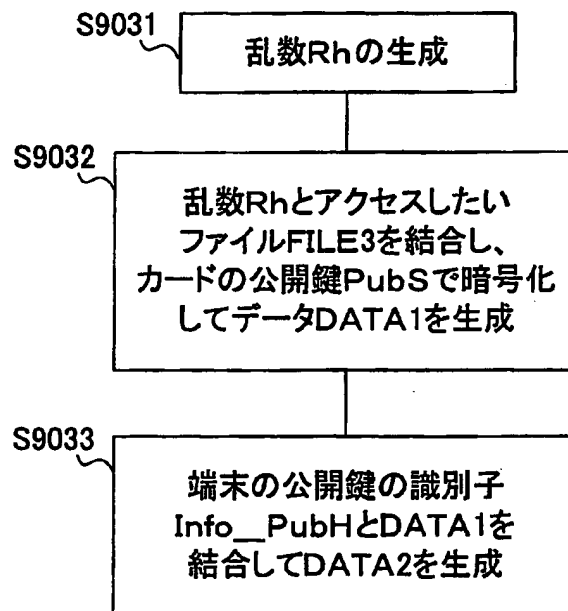 S9031
乱数Rhの生成
S9032
乱数Rhとアクセスしたい
ファイルFILE3を結合し、
カードの公開鍵PubSで暗号化
してデータDATA1を生成
S9033
端末の公開鍵の識別子
Info__PubHとDATA1を
結合してDATA2を生成